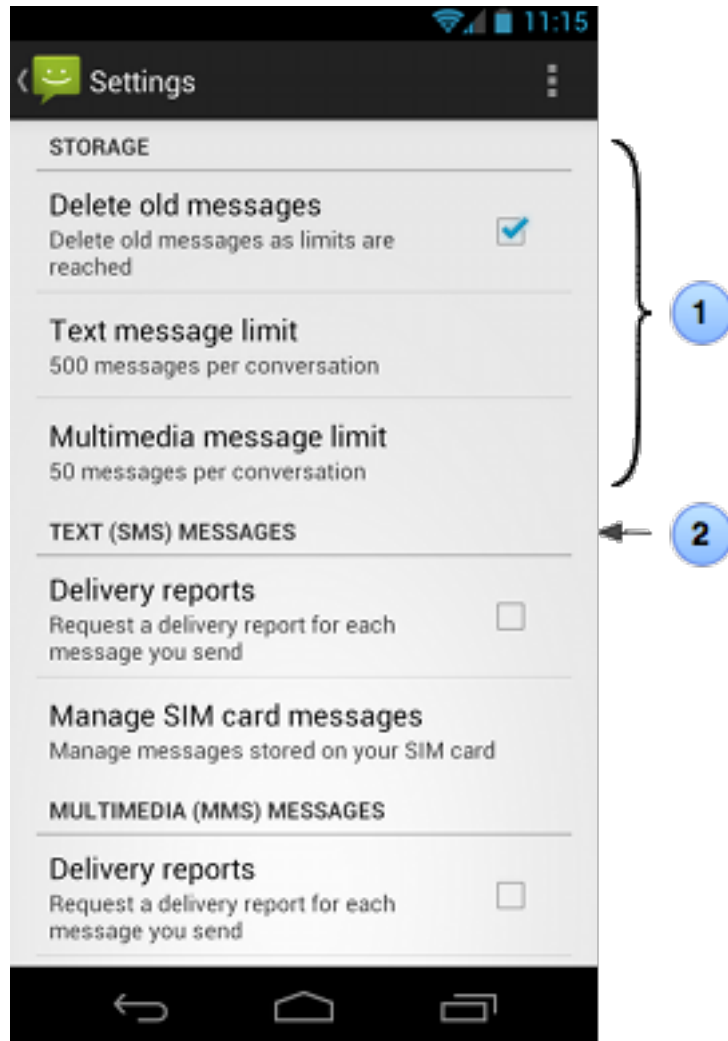 11:15
Settings
STORAGE
Delete old messages
Delete old messages as limits are
reached
1
Text message limit
500 messages per conversation
Multimedia message limit
50 messages per conversation
TEXT (SMS) MESSAGES
2
Delivery reports
Request a delivery report for each
message you send
Manage SIM card messages
Manage messages stored on your SIM card
MULTIMEDIA (MMS) MESSAGES
Delivery reports
Request a delivery report for each
message you send